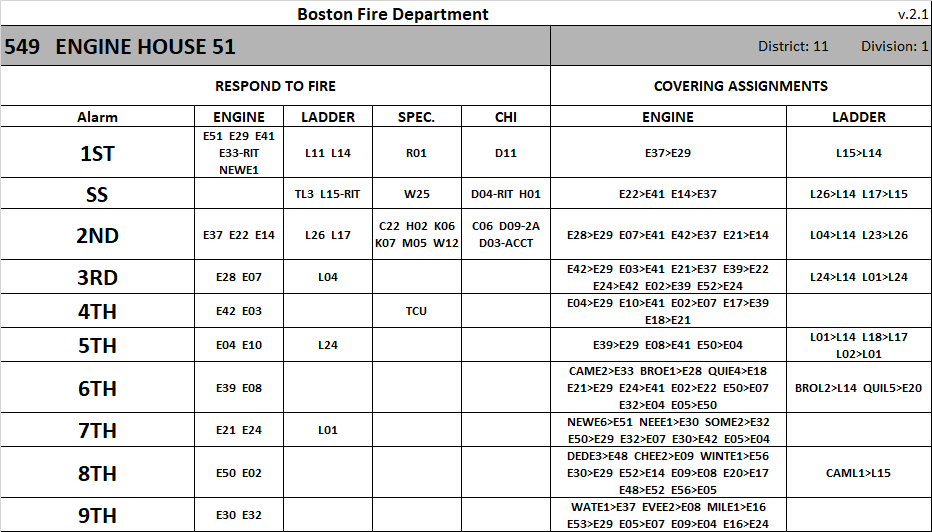 Boston Fire Department v.2.1
549 ENGINE HOUSE 51 District: 11 Division: 1
RESPOND TO FIRE COVERING ASSIGNMENTS
Alarm ENGINE LADDER SPEC. CHI ENGINE LADDER
E51 E29 E41
1ST E33-RIT L11 L14 R01 D11 E37>E29 L15>L14
NEWE1
SS TL3 L15-RIT W25 D04-RIT H01 E22>E41 E14>E37 L26>L14 L17>L15
C22 H02 K06 C06 D09-2A
2ND E37 E22 E14 L26 L17 E28>E29 E07>E41 E42>E37 E21>E14 L04>L14 L23>L26
K07 M05 W12 D03-ACCT
E42>E29 E03>E41 E21>E37 E39>E22
3RD E28 E07 L04 L24>L14 L01>L24
E24>E42 E02>E39 E52>E24
E04>E29 E10>E41 E02>E07 E17>E39
4TH E42 E03 TCU
E18>E21
L01>L14 L18>L17
5TH E04 E10 L24 E39>E29 E08>E41 E50>E04
L02>L01
CAME2>E33 BROE1>E28 QUIE4>E18
6TH E39 E08 E21>E29 E24>E41 E02>E22 E50>E07 BROL2>L14 QUIL5>E20
E32>E04 E05>E50
NEWE6>E51 NEEE1>E30 SOME2>E32
7TH E21 E24 L01
E50>E29 E32>E07 E30>E42 E05>E04
DEDE3>E48 CHEE2>E09 WINTE1>E56
8TH E50 E02 E30>E29 E52>E14 E09>E08 E20>E17 CAML1>L15
E48>E52 E56>E05
WATE1>E37 EVEE2>E08 MILE1>E16
9TH E30 E32
E53>E29 E05>E07 E09>E04 E16>E24